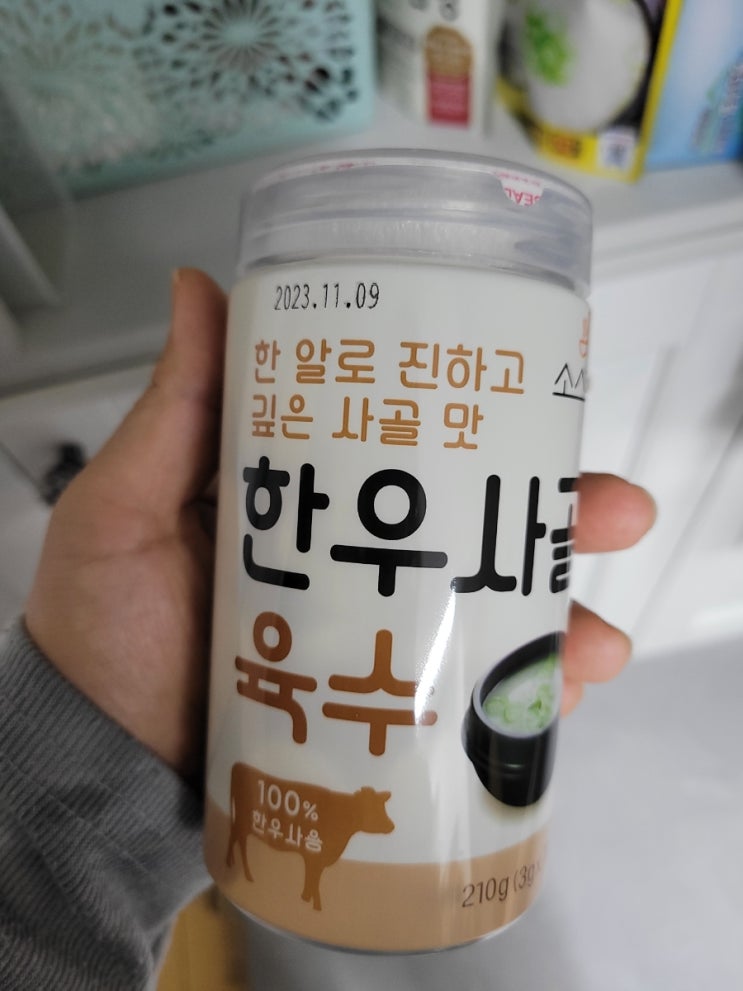 2023.11.09
한 알로 진하고
깊은 사골 맛
한우사골
육수
100%
한우사용
210g (3g